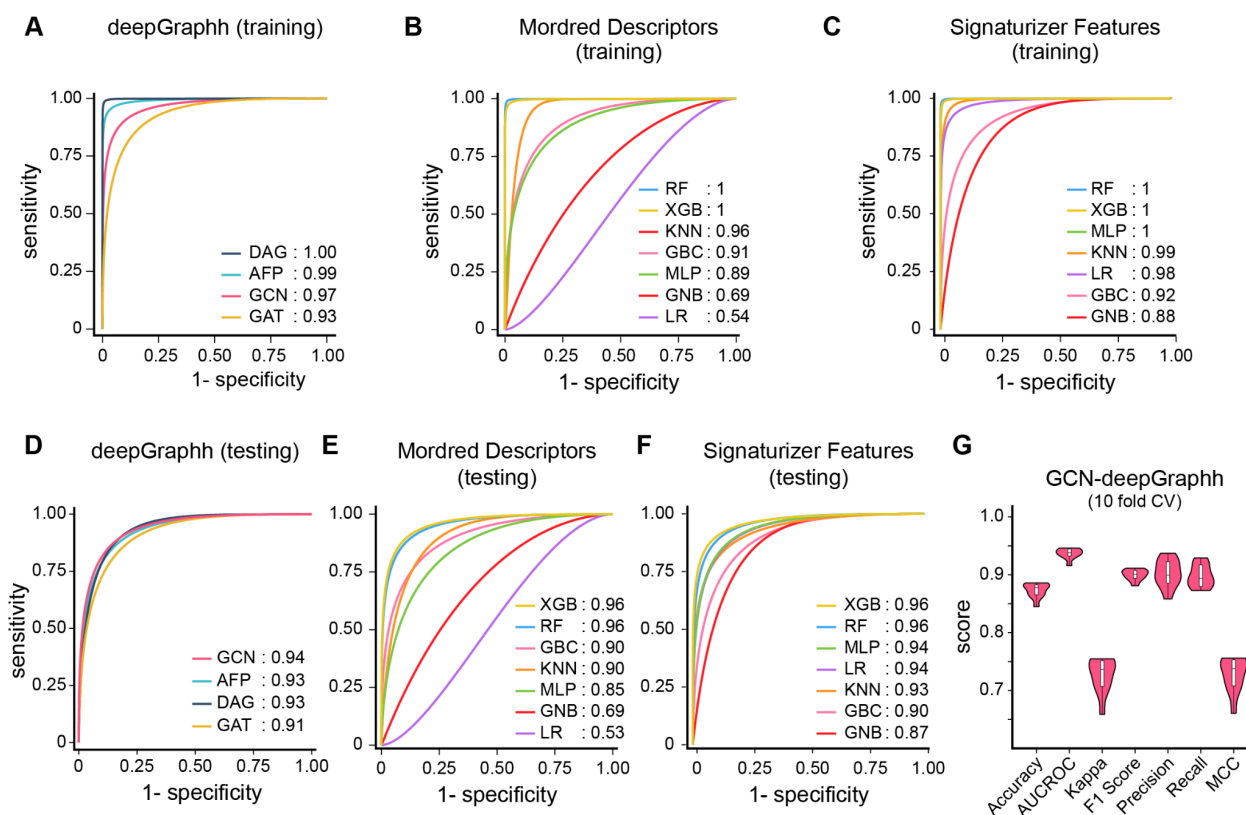 A
deepGraphh (training)
1.00
0.75
0.50
0.25
0
sensitivity
DAG : 1.00
AFP : 0.99
GCN : 0.97
GAT : 0.93
0 0.25 0.50 0.75 1.00
1- specificity
B
Mordred Descriptors
(training)
1.00
0.75
0.50
0.25
0
sensitivity
RF : 1
XGB : 1
KNN : 0.96
GBC : 0.91
MLP : 0.89
GNB : 0.69
LR : 0.54
0 0.25 0.50 0.75 1.00
1- specificity
C
Signaturizer Features
(training)
1.00
0.75
0.50
0.25
0
sensitivity
RF : 1
XGB : 1
MLP : 1
KNN : 0.99
LR : 0.98
GBC : 0.92
GNB : 0.88
0 0.25 0.50 0.75 1.00
1- specificity
D
deepGraphh (testing)
1.00
0.75
0.50
0.25
0
sensitivity
GCN : 0.94
AFP : 0.93
DAG : 0.93
GAT : 0.91
0 0.25 0.50 0.75 1.00
1- specificity
E
Mordred Descriptors
(testing)
1.00
0.75
0.50
0.25
0
XGB : 0.96
RF : 0.96
GBC : 0.90
KNN : 0.90
MLP : 0.85
GNB : 0.69
LR : 0.53
0 0.25 0.50 0.75 1.00
1- specificity
F
Signaturizer Features
(testing)
1.00
0.75
0.50
0.25
0
XGB : 0.96
RF : 0.96
MLP : 0.94
LR : 0.94
KNN : 0.93
GBC : 0.90
GNB : 0.87
0 0.25 0.50 0.75 1.00
1- specificity
G
GCN-deepGraphh
(10 fold CV)
1.0
0.9
0.8
0.7
score
Accuracy
AUCROC
Kappa
F1 Score
Precision
Recall
MCC